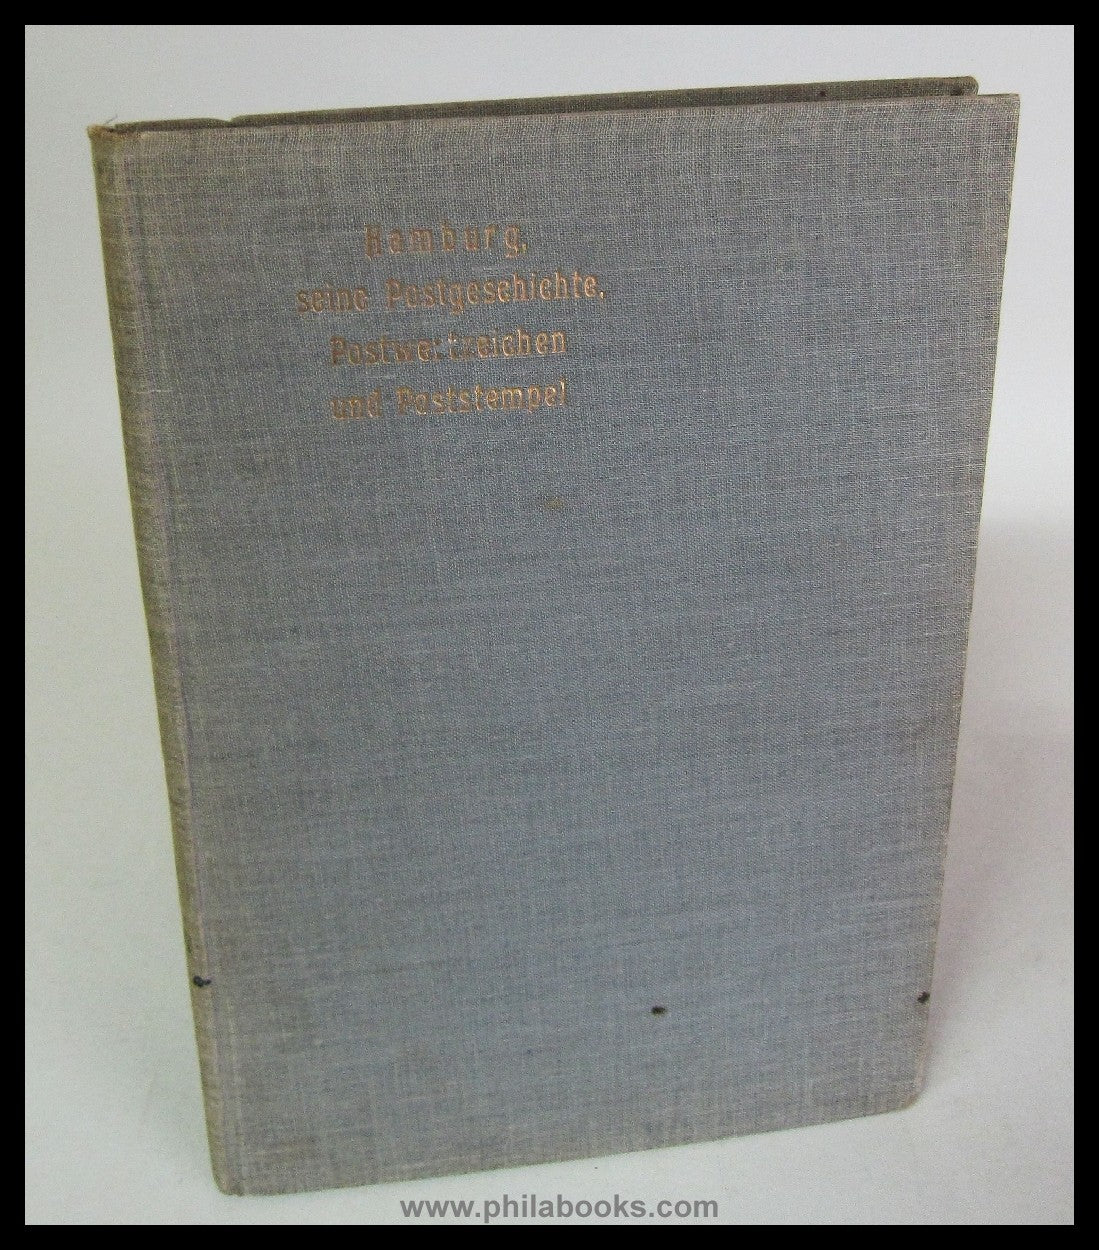 Hamburg,
seine Postgeschichte,
Postwertzeichen
und Poststempel
www.philabooks.com